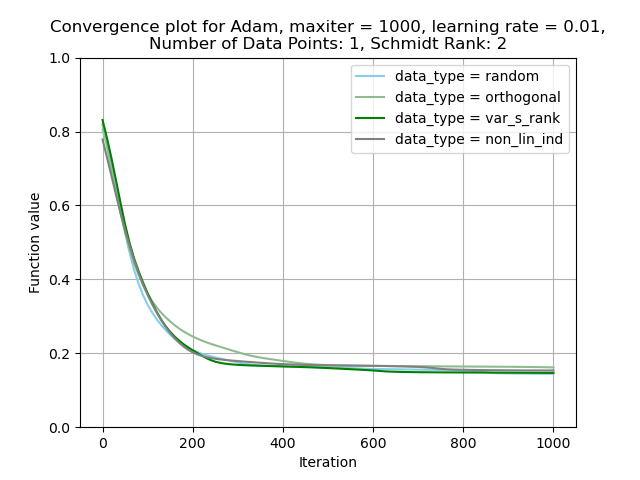 Convergence plot for Adam, maxiter = 1000, learning rate = 0.01,
Number of Data Points: 1, Schmidt Rank: 2
data_type = random
data_type = orthogonal
data_type = var_s_rank
data_type = non_lin_ind
Function value
1.0
0.8
0.6
0.4
0.2
0.0
0 200 400 600 800 1000
Iteration